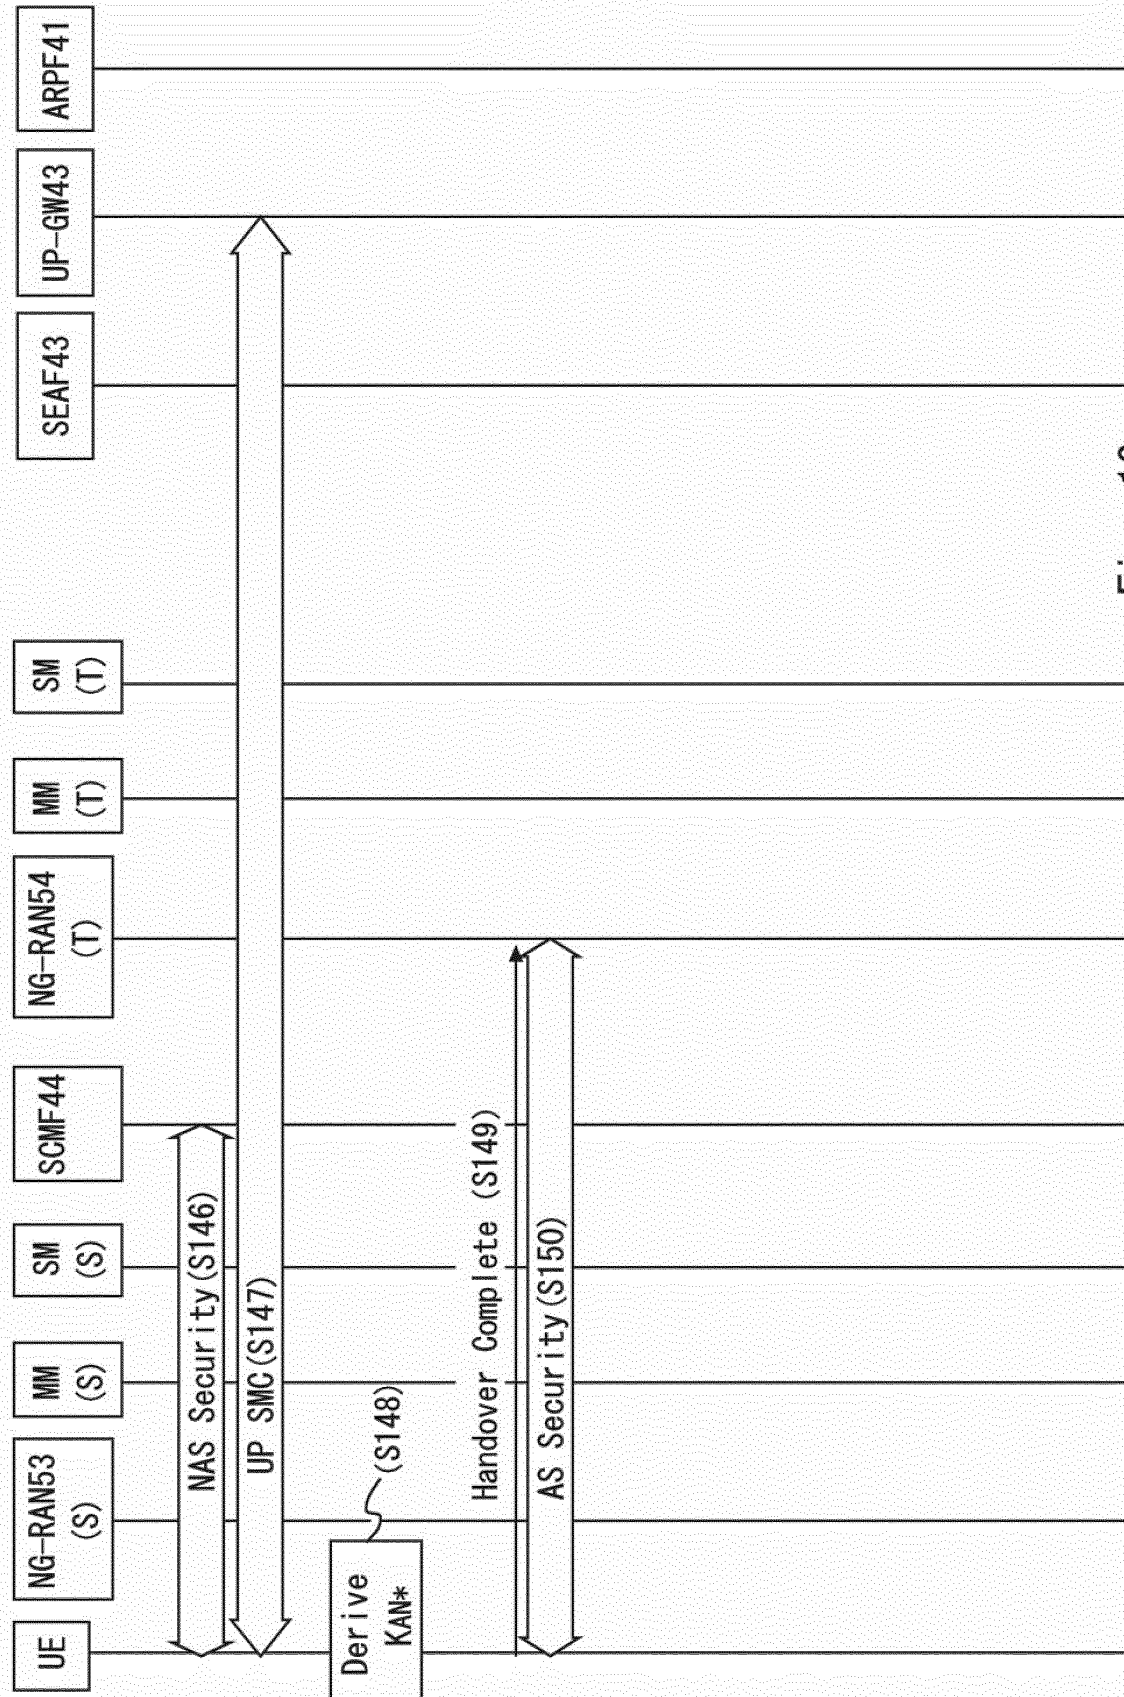 UE
NG-RAN53
(S)
MM
(S)
SM
(S)
SCMF44
NG-RAN54
(T)
MM
(T)
SM
(T)
SEAF43
UP-GW43
ARPF41
NAS Security(S146)
UP SMC(S147)
Derive
KAN*
(S148)
Handover Complete (S149)
AS Security(S150)